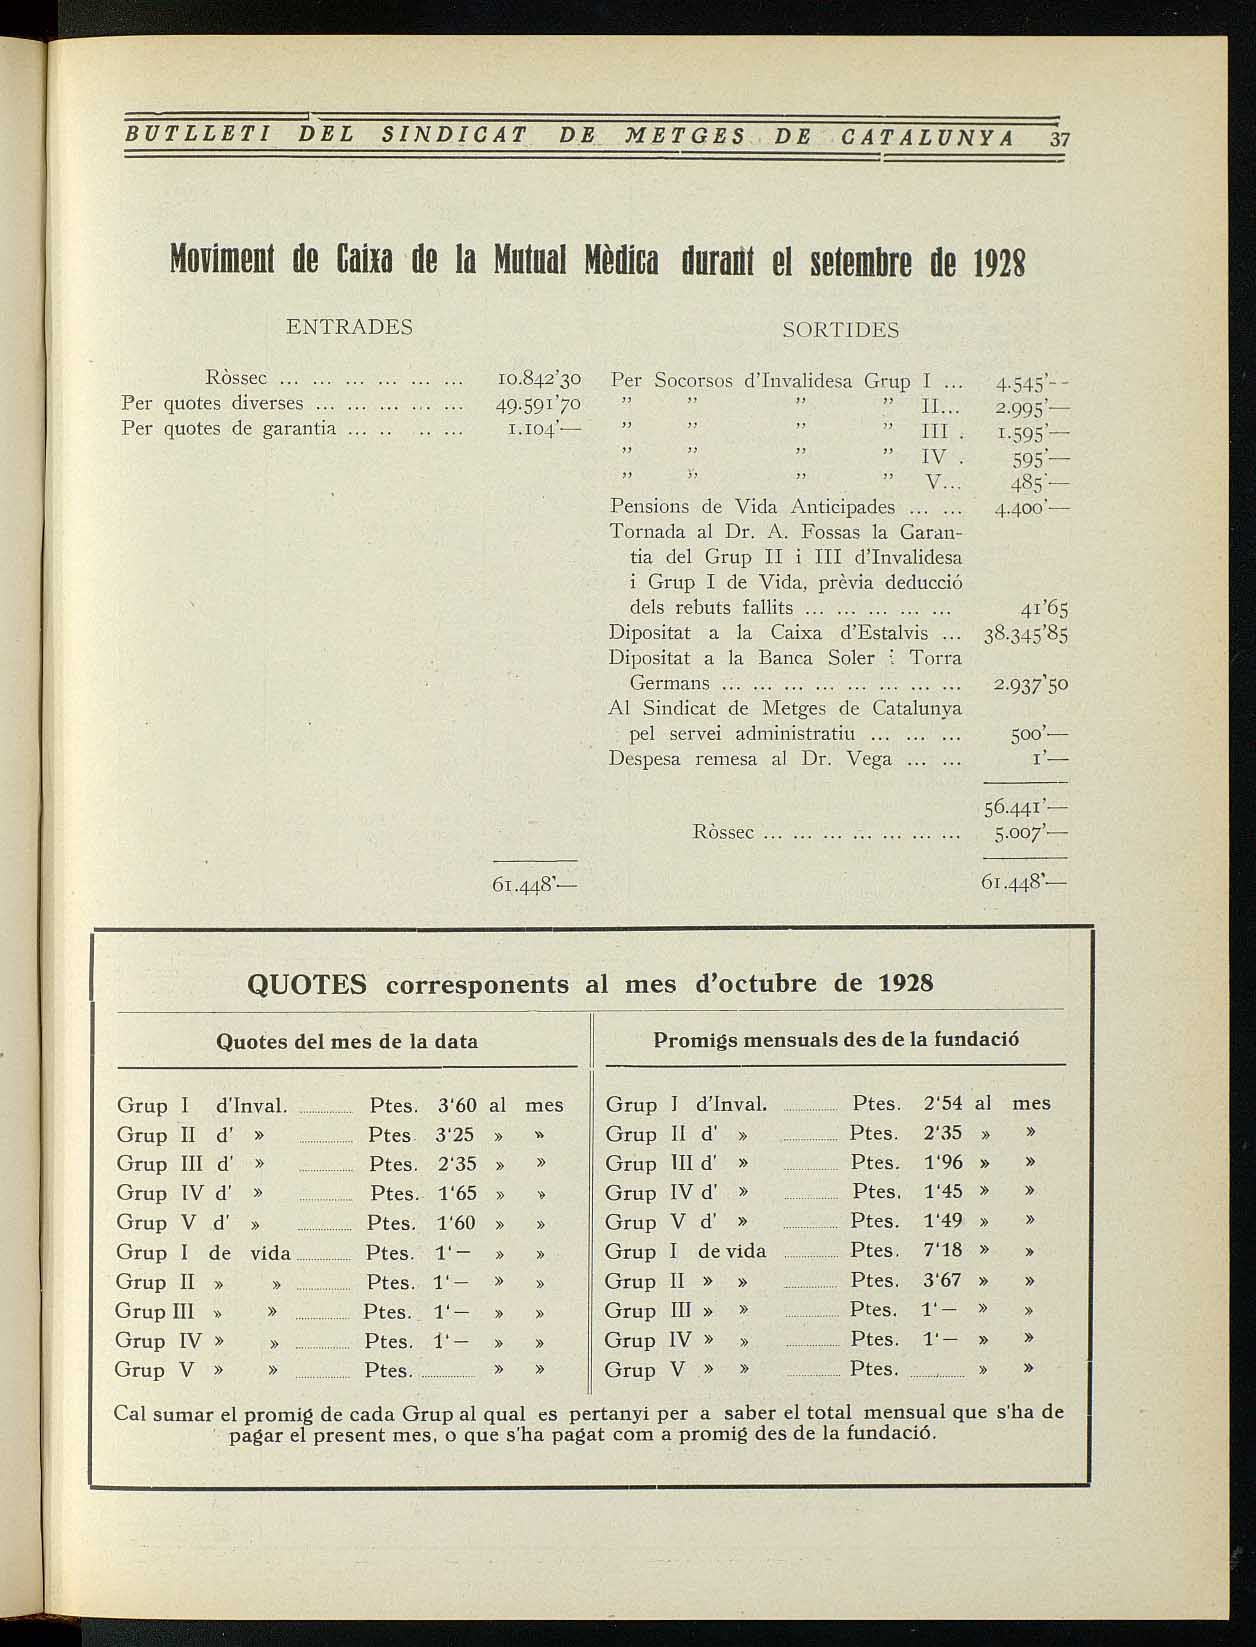 BUTLLETI DEL SINDICAT DE METGES DE CATALUNYA 37
Moviment de Caixa de la Mutual Mèdica durant el setembre de 1928
ENTRADES
Ròssec ... ... ... ... ... ... 10.842'30
Per quotes diverses ... ... ... ... ... 49.591'70
Per quotes de garantia ... .. .. ... 1.104'—
61.448'—
SORTIDES
Per Socorsos d'Invalidesa Grup I ... 4.545'--
" " " " II... 2.995'—
" " " " III . 1.595'—
" " " " IV . 595'—
" " " " V... 485'—
Pensions de Vida Anticipades ... ... 4.400'—
Tornada al Dr. A. Fossas la Garan-
tia del Grup II i III d'Invalidesa
i Grup I de Vida, prèvia deducció
dels rebuts fallits ... ... ... ... ... 41'65
Dipositat a la Caixa d'Estalvis ... 38.345'85
Dipositat a la Banca Soler i Torra
Germans ... ... ... ... ... ... ... ... 2.937'50
Al Sindicat de Metges de Catalunya
pel servei administratiu ... ... ... 500'—
Despesa remesa al Dr. Vega ... ... 1'—
56.441'—
Ròssec ... ... ... ... ... ... ... 5.007'—
61.448'—
QUOTES corresponents al mes d'octubre de 1928
Quotes del mes de la data
Grup I d'Inval. ........ Ptes. 3'60 al mes
Grup II d' » ........ Ptes 3'25 » »
Grup III d' » ........ Ptes. 2'35 » »
Grup IV d' » ........ Ptes. 1'65 » »
Grup V d' » ........ Ptes. 1'60 » »
Grup I de vida ........ Ptes. 1'— » »
Grup II » » ........ Ptes. 1'— » »
Grup III » » ........ Ptes. 1'— » »
Grup IV » » ........ Ptes. 1'— » »
Grup V » » ........ Ptes. ........ » »
Promigs mensuals des de la fundació
Grup I d'Inval. ........ Ptes. 2'54 al mes
Grup II d' » ........ Ptes. 2'35 » »
Grup III d' » ........ Ptes. 1'96 » »
Grup IV d' » ........ Ptes. 1'45 » »
Grup V d' » ........ Ptes. 1'49 » »
Grup I de vida ........ Ptes. 7'18 » »
Grup II » » ........ Ptes. 3'67 » »
Grup III » » ........ Ptes. 1'— » »
Grup IV » » ........ Ptes. 1'— » »
Grup V » » ........ Ptes. ........ » »
Cal sumar el promig de cada Grup al qual es pertanyi per a saber el total mensual que s'ha de
pagar el present mes, o que s'ha pagat com a promig des de la fundació.